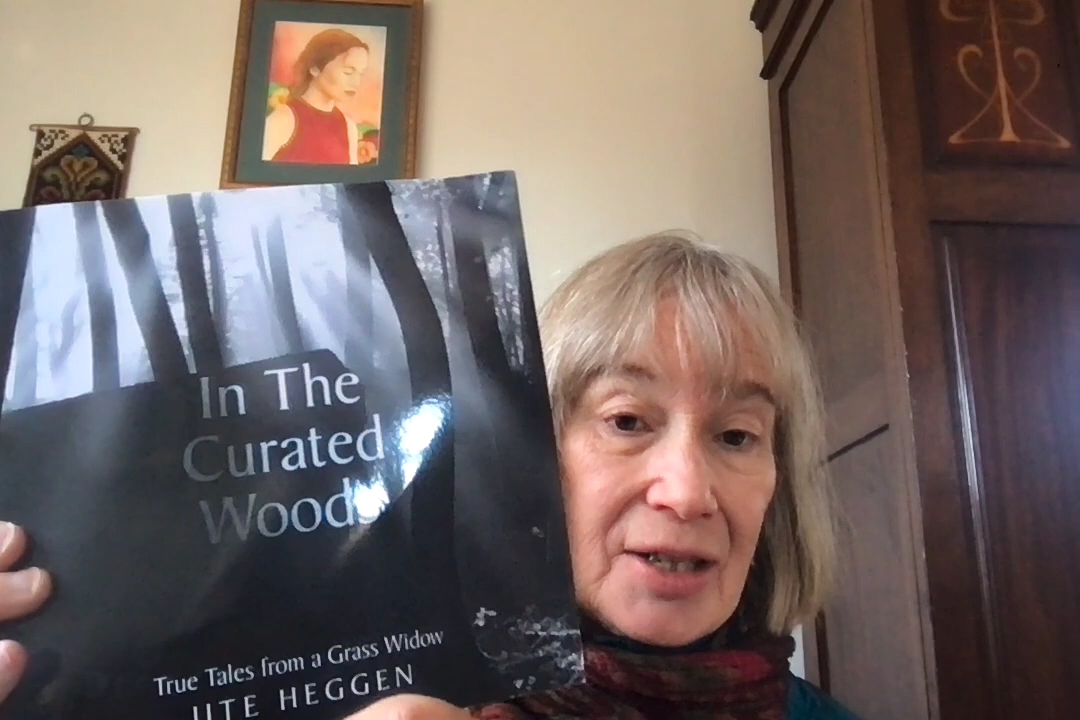 In The
Curated
Woods
True Tales from a Grass Widow
UTE HEGGEN